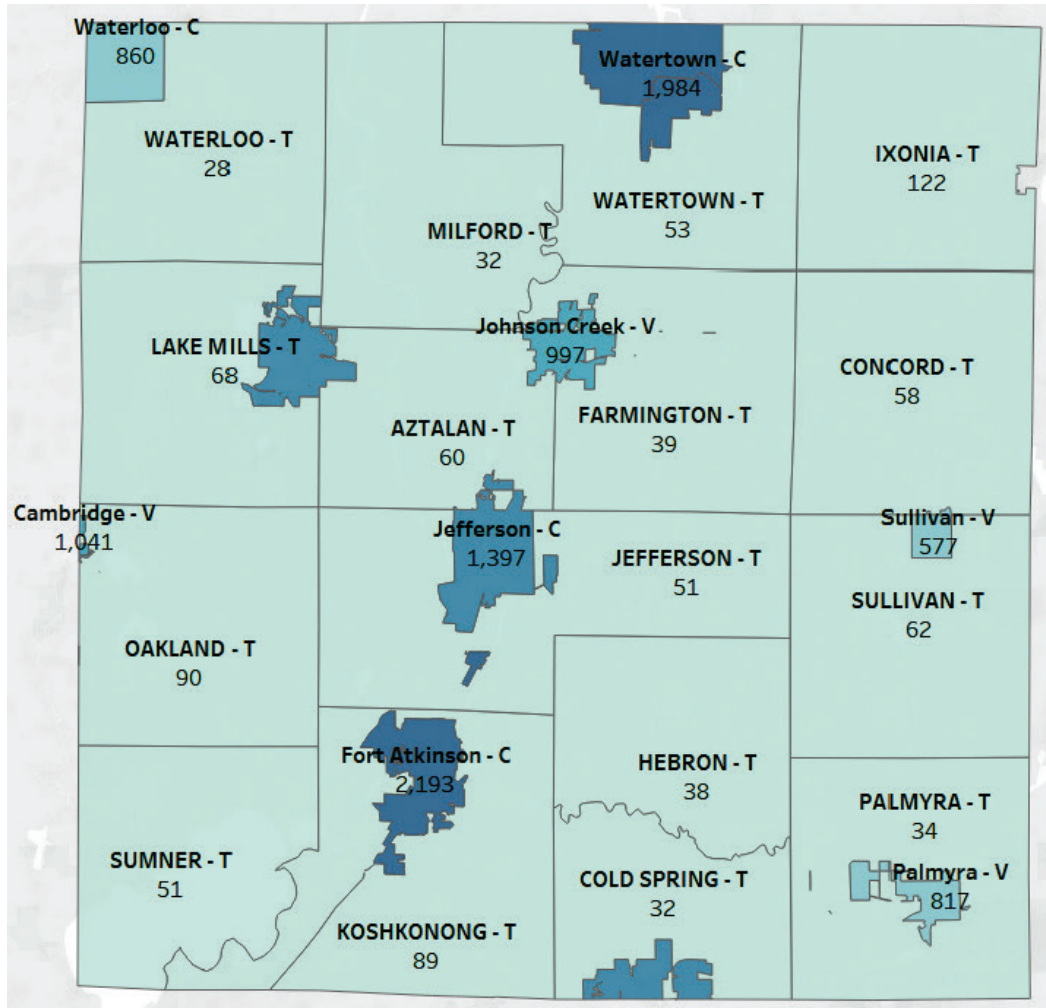 Waterloo - C
860
Watertown - C
1,984
WATERLOO - T
28
IXONIA - T
122
WATERTOWN - T
53
MILFORD - T
32
Johnson Creek - V
997
LAKE MILLS - T
68
CONCORD - T
58
FARMINGTON - T
39
AZTALAN - T
60
Cambridge - V
1,041
Jefferson - C
1,397
Sullivan - V
577
JEFFERSON - T
51
SULLIVAN - T
62
OAKLAND - T
90
Fort Atkinson - C
2,193
HEBRON - T
38
PALMYRA - T
34
SUMNER - T
51
Palmyra - V
817
COLD SPRING - T
32
KOSHKONONG - T
89